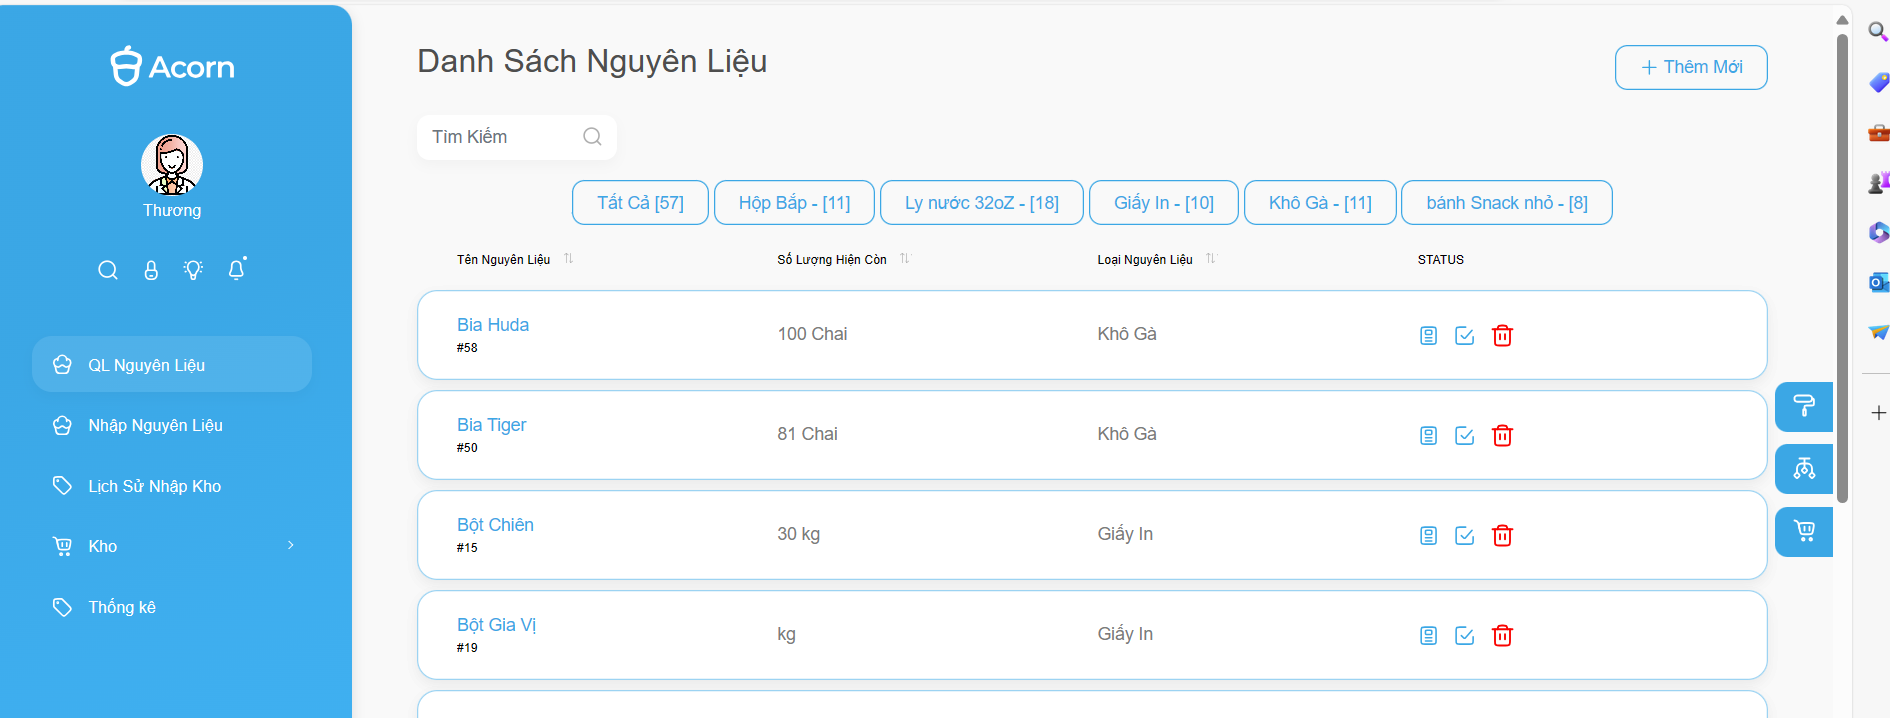 Acorn
Thương
QL Nguyên Liệu
Nhập Nguyên Liệu
Lịch Sử Nhập Kho
Kho
Thống kê
Danh Sách Nguyên Liệu
+ Thêm Mới
Tìm Kiếm
Tất Cả [57] Hộp Bắp - [11] Ly nước 32oZ - [18] Giấy In - [10] Khô Gà - [11] bánh Snack nhỏ - [8]
Tên Nguyên Liệu Số Lượng Hiện Còn Loại Nguyên Liệu STATUS
Bia Huda 100 Chai Khô Gà
#58
Bia Tiger 81 Chai Khô Gà
#50
Bột Chiên 30 kg Giấy In
#15
Bột Gia Vị kg Giấy In
#19